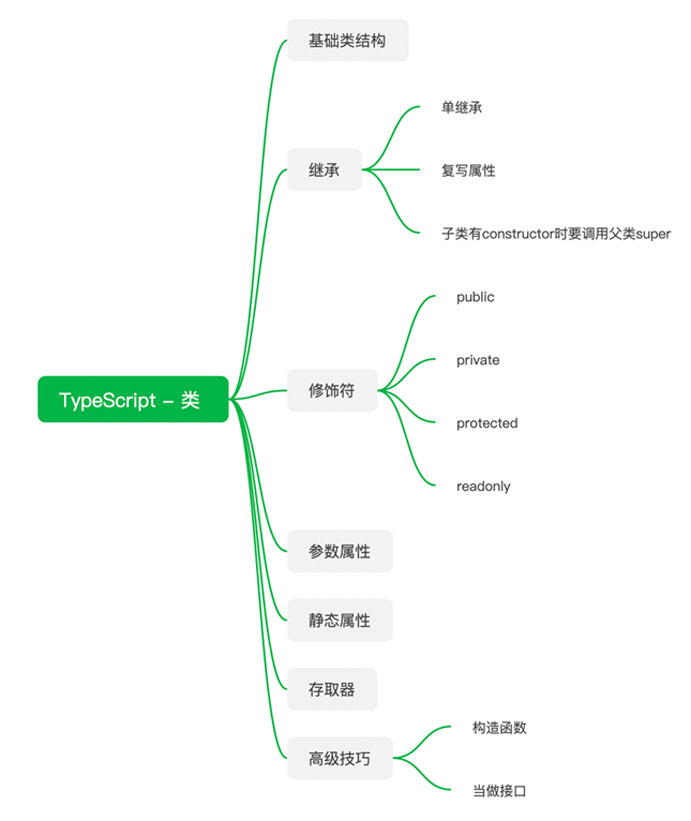 TypeScript – 类
基础类结构
继承
单继承
复写属性
子类有constructor时要调用父类super
修饰符
public
private
protected
readonly
参数属性
静态属性
存取器
高级技巧
构造函数
当做接口